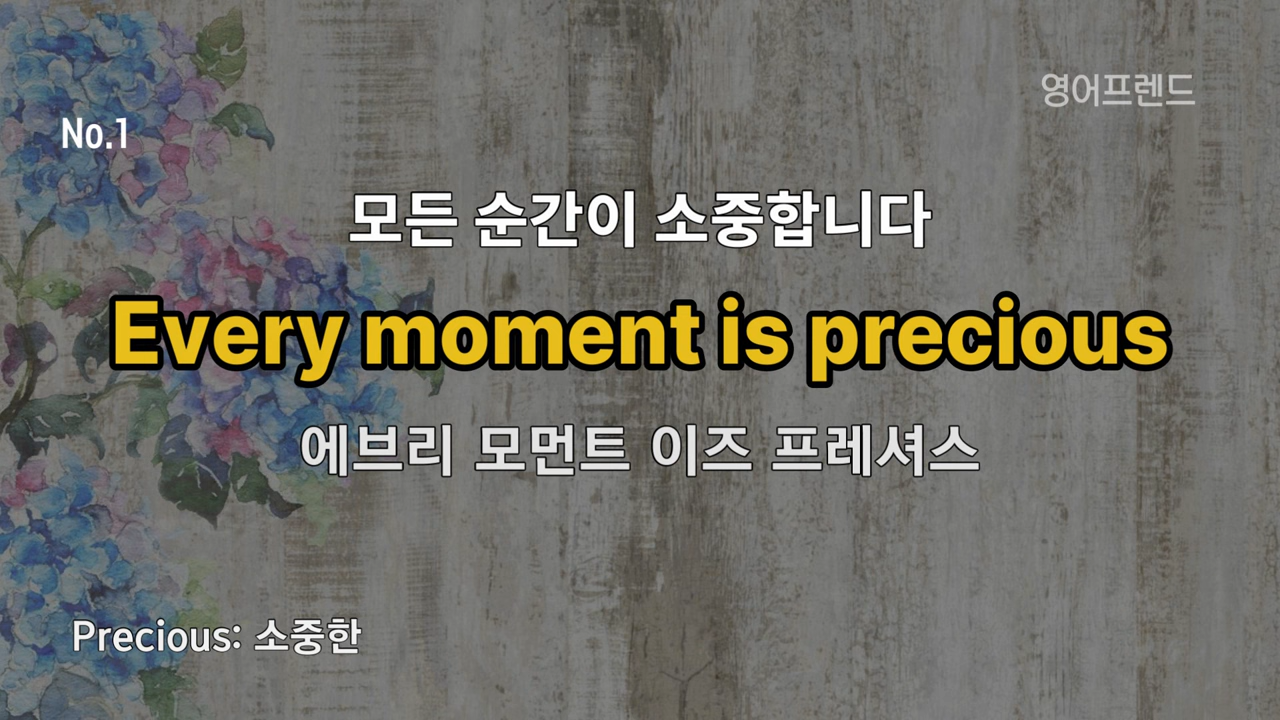 영어프렌드
No.1
모든 순간이 소중합니다
Every moment is precious
에브리 모먼트 이즈 프레셔스
Precious: 소중한